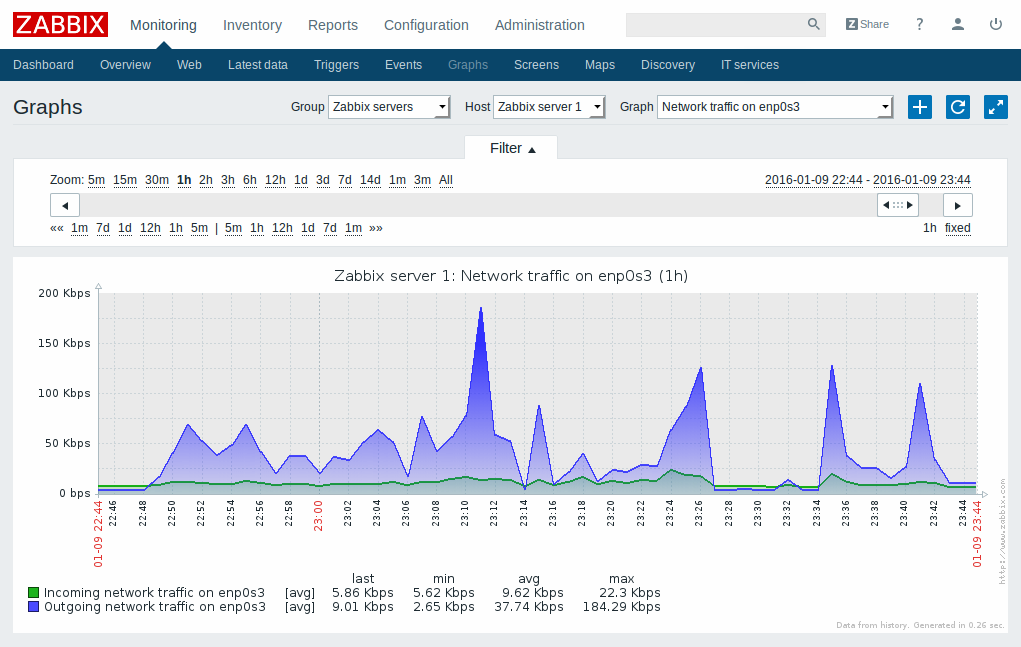 ZABBIX Monitoring Inventory Reports Configuration Administration Z Share ?
Dashboard Overview Web Latest data Triggers Events Graphs Screens Maps Discovery IT services
Graphs Group Zabbix servers Host Zabbix server 1 Graph Network traffic on enp0s3
Filter ▲
Zoom: 5m 15m 30m 1h 2h 3h 6h 12h 1d 3d 7d 14d 1m 3m All 2016-01-09 22:44 - 2016-01-09 23:44
«« 1m 7d 1d 12h 1h 5m | 5m 1h 12h 1d 7d 1m »» 1h fixed
Zabbix server 1: Network traffic on enp0s3 (1h)
200 Kbps
150 Kbps
100 Kbps
50 Kbps
0 bps
01-09 22:44 22:46 22:48 22:50 22:52 22:54 22:56 22:58 23:00 23:02 23:04 23:06 23:08 23:10 23:12 23:14 23:16 23:18 23:20 23:22 23:24 23:26 23:28 23:30 23:32 23:34 23:36 23:38 23:40 23:42 23:44 01-09 23:44
http://www.zabbix.com
last min avg max
Incoming network traffic on enp0s3 [avg] 5.86 Kbps 5.62 Kbps 9.62 Kbps 22.3 Kbps
Outgoing network traffic on enp0s3 [avg] 9.01 Kbps 2.65 Kbps 37.74 Kbps 184.29 Kbps
Data from history. Generated in 0.26 sec.